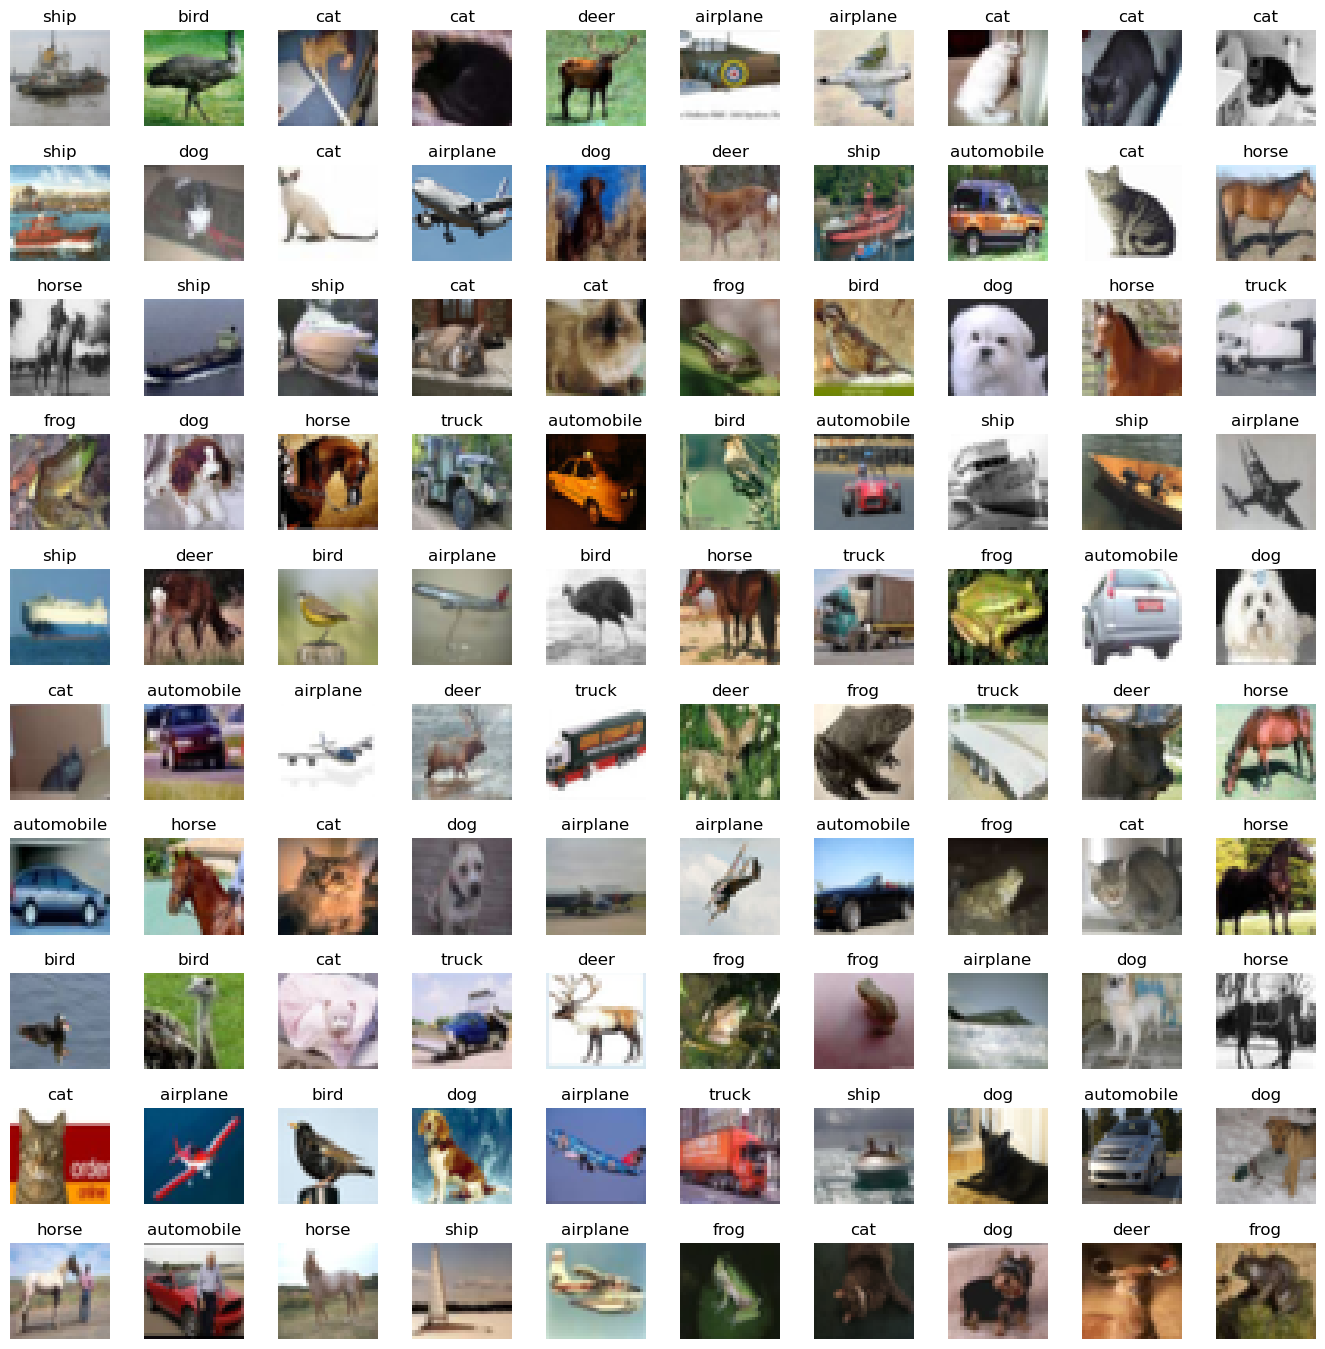 ship bird cat cat deer airplane airplane cat cat cat
ship dog cat airplane dog deer ship automobile cat horse
horse ship ship cat cat frog bird dog horse truck
frog dog horse truck automobile bird automobile ship ship airplane
ship deer bird airplane bird horse truck frog automobile dog
cat automobile airplane deer truck deer frog truck deer horse
automobile horse cat dog airplane airplane automobile frog cat horse
bird bird cat truck deer frog frog airplane dog horse
cat airplane bird dog airplane truck ship dog automobile dog
order
online
horse automobile horse ship airplane frog cat dog deer frog